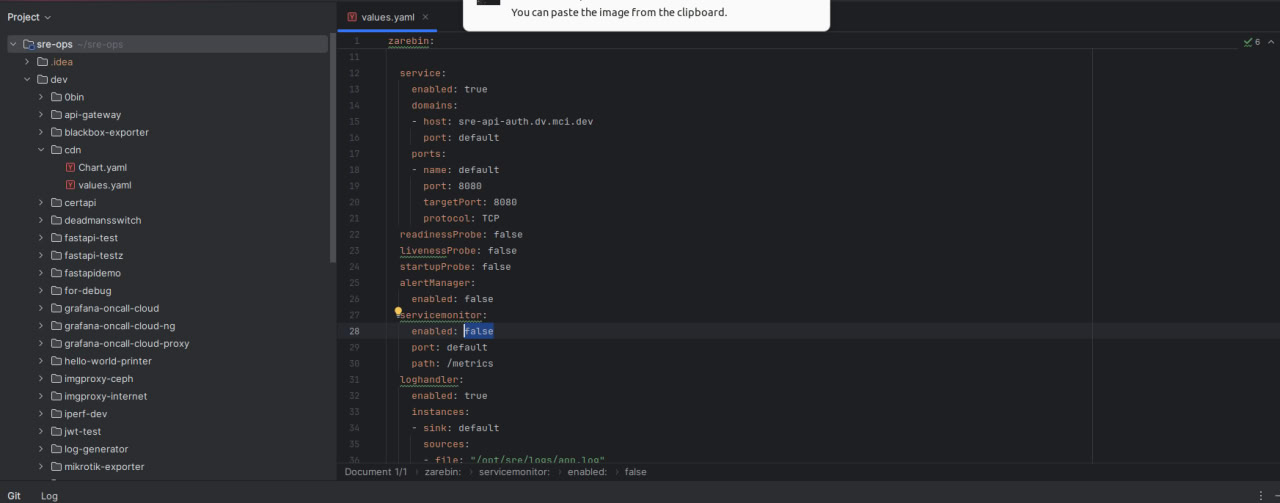 You can paste the image from the clipboard.
Project
values.yaml
sre-ops ~/sre-ops
.idea
dev
0bin
api-gateway
blackbox-exporter
cdn
Chart.yaml
values.yaml
certapi
deadmansswitch
fastapi-test
fastapi-testz
fastapidemo
for-debug
grafana-oncall-cloud
grafana-oncall-cloud-ng
grafana-oncall-cloud-proxy
hello-world-printer
imgproxy-ceph
imgproxy-internet
iperf-dev
jwt-test
log-generator
mikrotik-exporter
1 zarebin:
6
11
12 service:
13 enabled: true
14 domains:
15 - host: sre-api-auth.dv.mci.dev
16 port: default
17 ports:
18 - name: default
19 port: 8080
20 targetPort: 8080
21 protocol: TCP
22 readinessProbe: false
23 livenessProbe: false
24 startupProbe: false
25 alertManager:
26 enabled: false
27 servicemonitor:
28 enabled: false
29 port: default
30 path: /metrics
31 loghandler:
32 enabled: true
33 instances:
34 - sink: default
35 sources:
36 - file: "/opt/sre/logs/app.log"
Document 1/1 zarebin: servicemonitor: enabled: false
Git Log